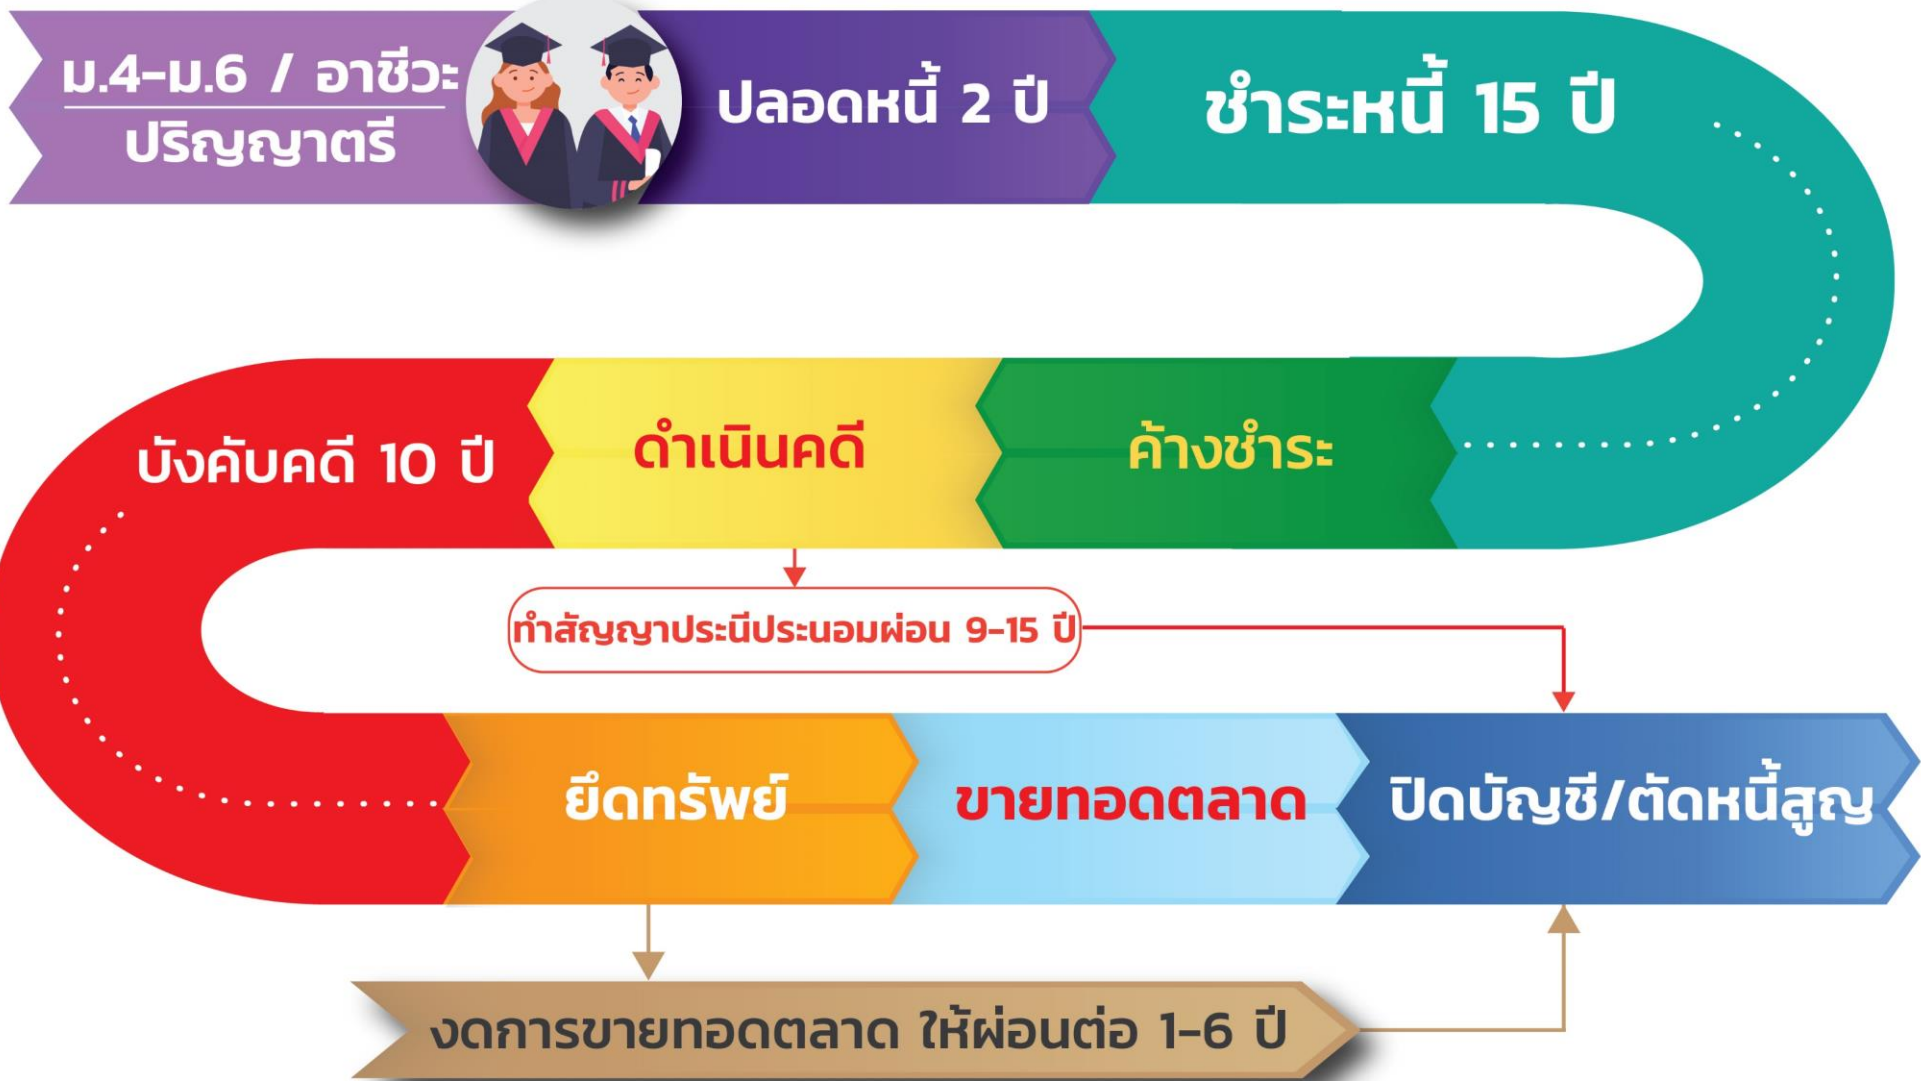 ม.4-ม.6 / อาชีวะ
ปริญญาตรี
ปลอดหนี้ 2 ปี
ชำระหนี้ 15 ปี
บังคับคดี 10 ปี
ดำเนินคดี
ค้างชำระ
ทำสัญญาประนีประนอมผ่อน 9-15 ปี
ยึดทรัพย์
ขายทอดตลาด
ปิดบัญชี/ตัดหนี้สูญ
งดการขายทอดตลาด ให้ผ่อนต่อ 1-6 ปี